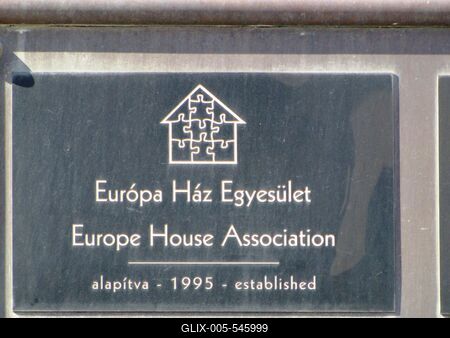 Európa Ház Egyesület
Europe House Association
alapítva - 1995 - established
GLIX-005-545999